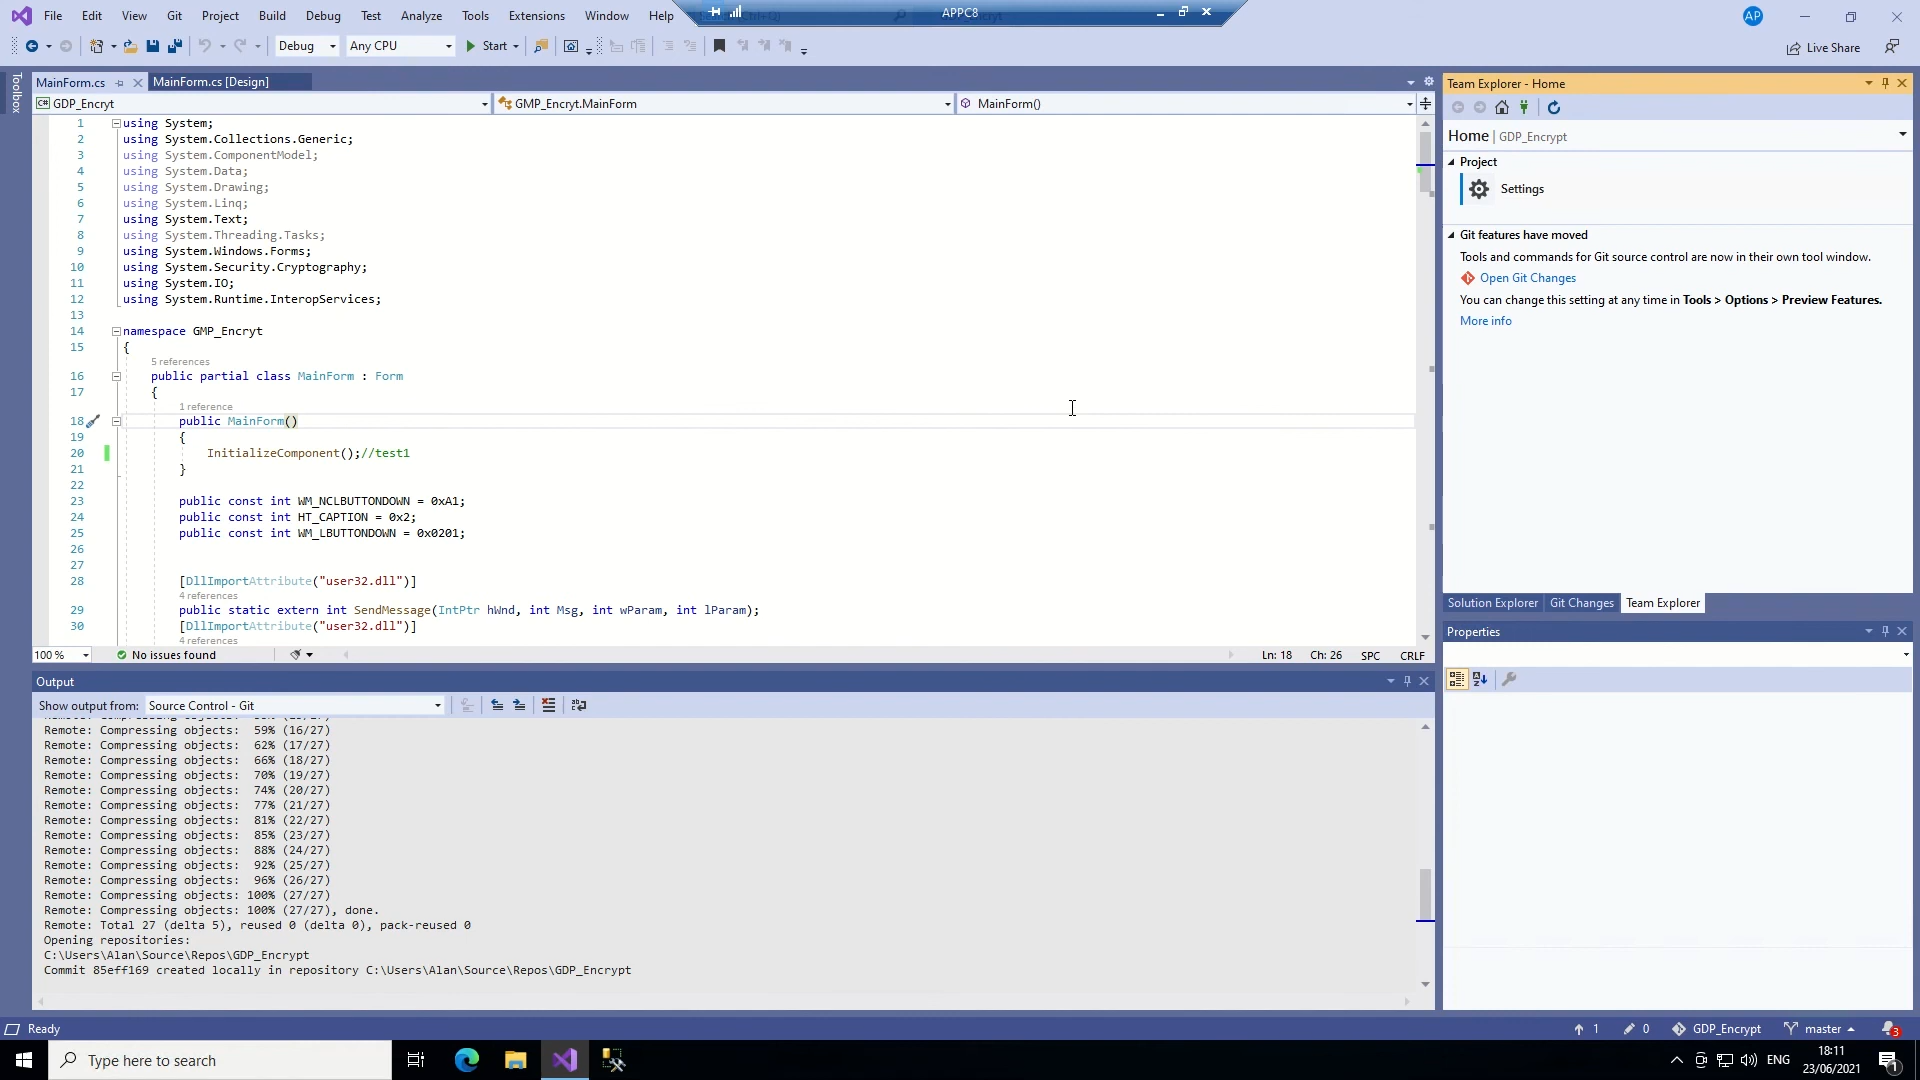 File Edit View Git Project Build Debug Test Analyze Tools Extensions Window Help
APPC8
AP
Debug Any CPU Start
Live Share
Toolbox
MainForm.cs MainForm.cs [Design]
GDP_Encryt GMP_Encryt.MainForm MainForm()
1 using System;
2 using System.Collections.Generic;
3 using System.ComponentModel;
4 using System.Data;
5 using System.Drawing;
6 using System.Linq;
7 using System.Text;
8 using System.Threading.Tasks;
9 using System.Windows.Forms;
10 using System.Security.Cryptography;
11 using System.IO;
12 using System.Runtime.InteropServices;
13
14 namespace GMP_Encryt
15 {
5 references
16 public partial class MainForm : Form
17 {
1 reference
18 public MainForm()
19 {
20 InitializeComponent();//test1
21 }
22
23 public const int WM_NCLBUTTONDOWN = 0xA1;
24 public const int HT_CAPTION = 0x2;
25 public const int WM_LBUTTONDOWN = 0x0201;
26
27
28 [DllImportAttribute("user32.dll")]
4 references
29 public static extern int SendMessage(IntPtr hWnd, int Msg, int wParam, int lParam);
30 [DllImportAttribute("user32.dll")]
4 references
100 % No issues found Ln: 18 Ch: 26 SPC CRLF
Output
Show output from: Source Control - Git
Remote: Compressing objects: 59% (16/27)
Remote: Compressing objects: 62% (17/27)
Remote: Compressing objects: 66% (18/27)
Remote: Compressing objects: 70% (19/27)
Remote: Compressing objects: 74% (20/27)
Remote: Compressing objects: 77% (21/27)
Remote: Compressing objects: 81% (22/27)
Remote: Compressing objects: 85% (23/27)
Remote: Compressing objects: 88% (24/27)
Remote: Compressing objects: 92% (25/27)
Remote: Compressing objects: 96% (26/27)
Remote: Compressing objects: 100% (27/27)
Remote: Compressing objects: 100% (27/27), done.
Remote: Total 27 (delta 5), reused 0 (delta 0), pack-reused 0
Opening repositories:
C:\Users\Alan\Source\Repos\GDP_Encrypt
Commit 85eff169 created locally in repository C:\Users\Alan\Source\Repos\GDP_Encrypt
Team Explorer - Home
Home | GDP_Encrypt
Project
Settings
Git features have moved
Tools and commands for Git source control are now in their own tool window.
Open Git Changes
You can change this setting at any time in Tools > Options > Preview Features.
More info
Solution Explorer Git Changes Team Explorer
Properties
Ready
1 0 GDP_Encrypt master 3
Type here to search
ENG
18:11
23/06/2021
1